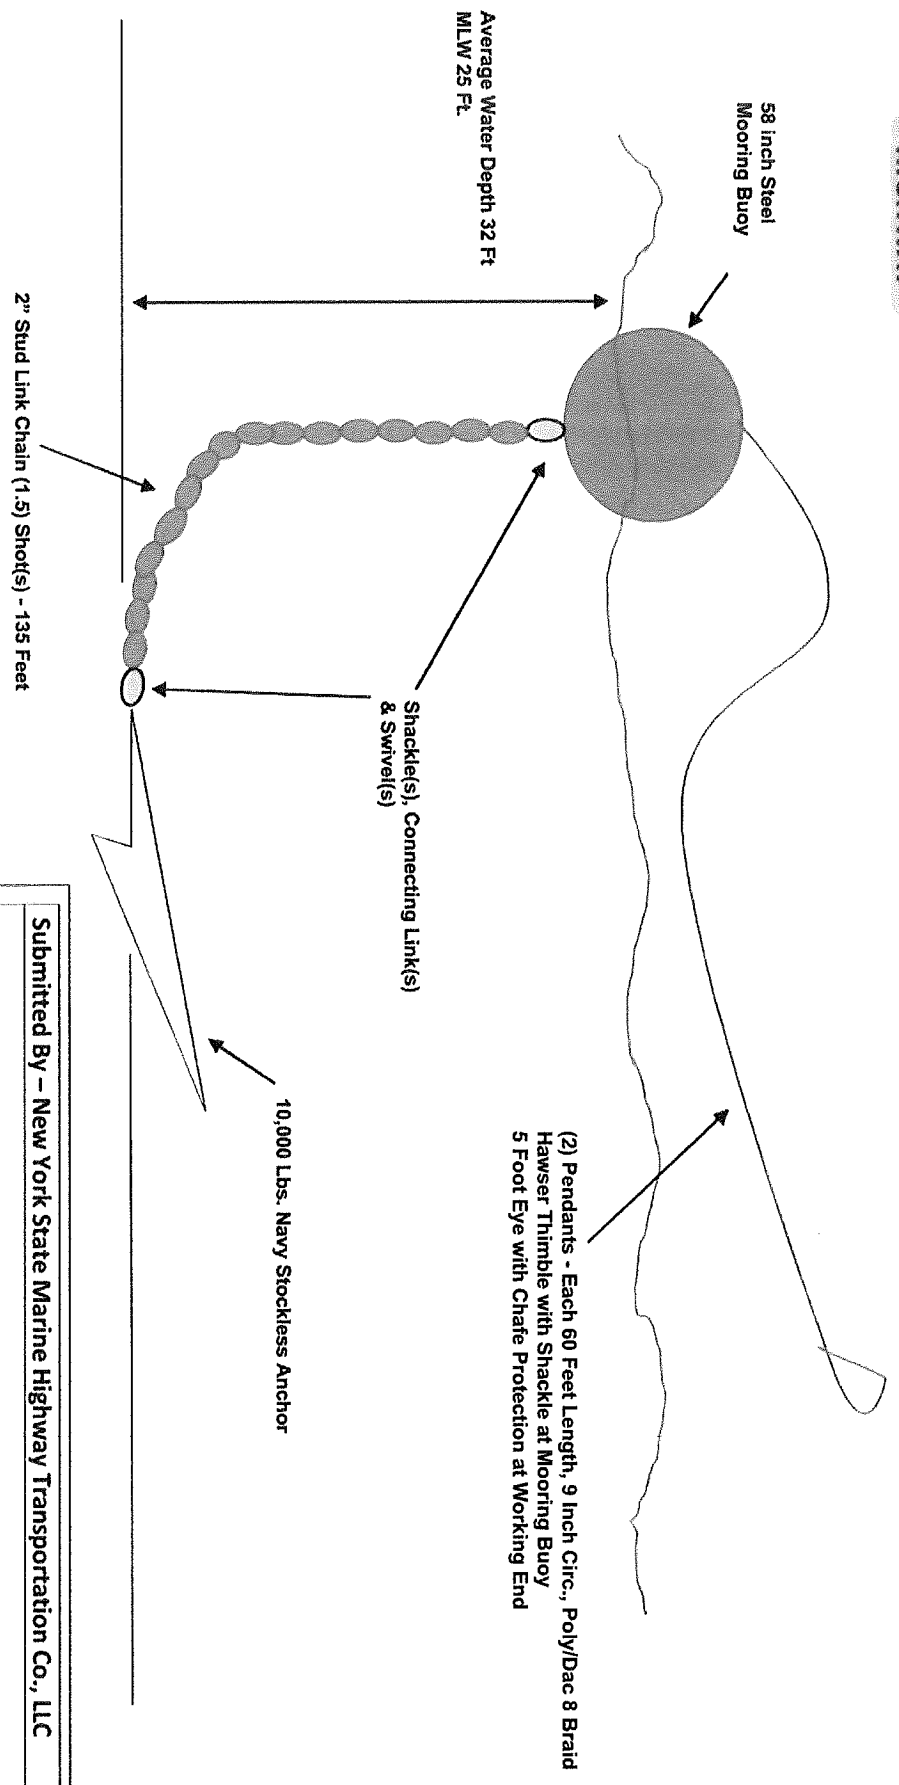 58 inch Steel
Mooring Buoy
Average Water Depth 32 Ft
MLW 25 Ft.
(2) Pendants - Each 60 Feet Length, 9 Inch Circ., Poly/Dac 8 Braid
Hawser Thimble with Shackle at Mooring Buoy
5 Foot Eye with Chafe Protection at Working End
Shackle(s), Connecting Link(s)
& Swivel(s)
10,000 Lbs. Navy Stockless Anchor
2" Stud Link Chain (1.5) Shot(s) - 135 Feet
Submitted By – New York State Marine Highway Transportation Co., LLC